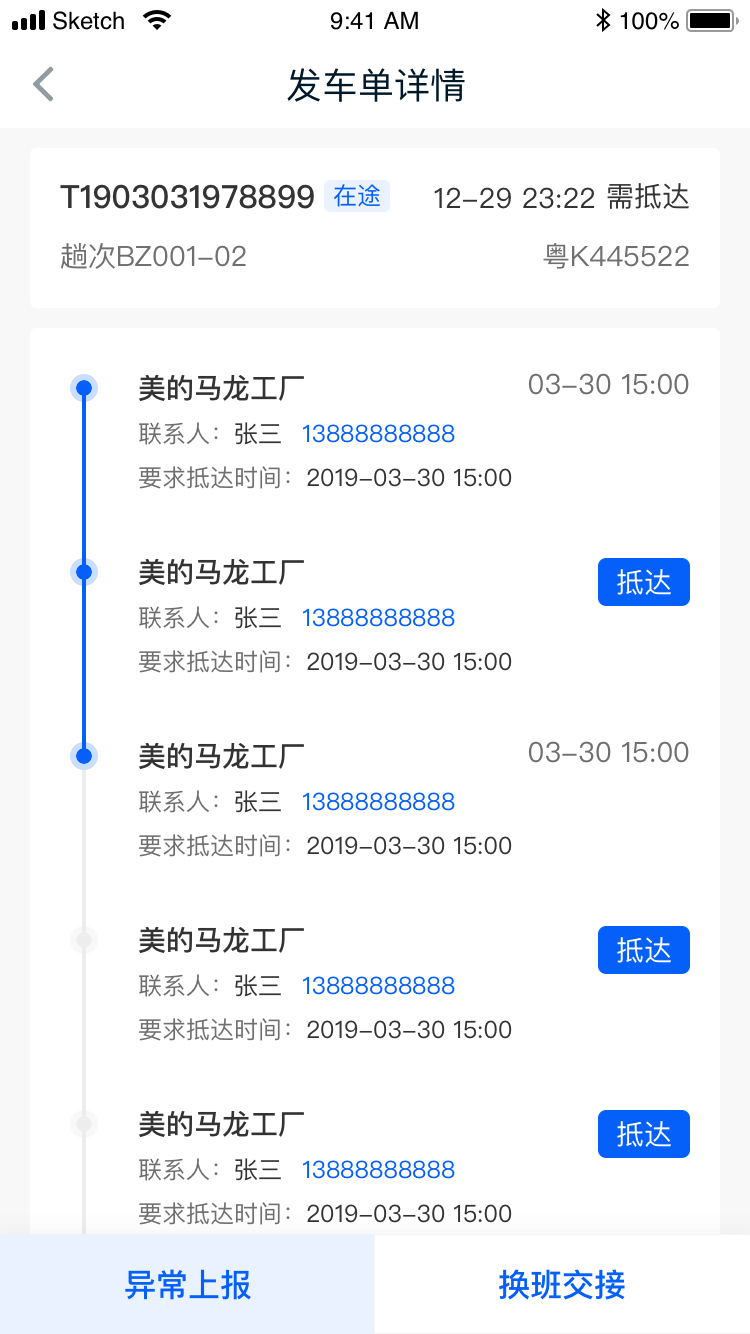 Sketch 9:41 AM 100%
发车单详情
T1903031978899 在途 12-29 23:22 需抵达
趟次BZ001-02 粤K445522
美的马龙工厂 03-30 15:00
联系人：张三 13888888888
要求抵达时间：2019-03-30 15:00
美的马龙工厂 抵达
联系人：张三 13888888888
要求抵达时间：2019-03-30 15:00
美的马龙工厂 03-30 15:00
联系人：张三 13888888888
要求抵达时间：2019-03-30 15:00
美的马龙工厂 抵达
联系人：张三 13888888888
要求抵达时间：2019-03-30 15:00
美的马龙工厂 抵达
联系人：张三 13888888888
要求抵达时间：2019-03-30 15:00
异常上报 换班交接